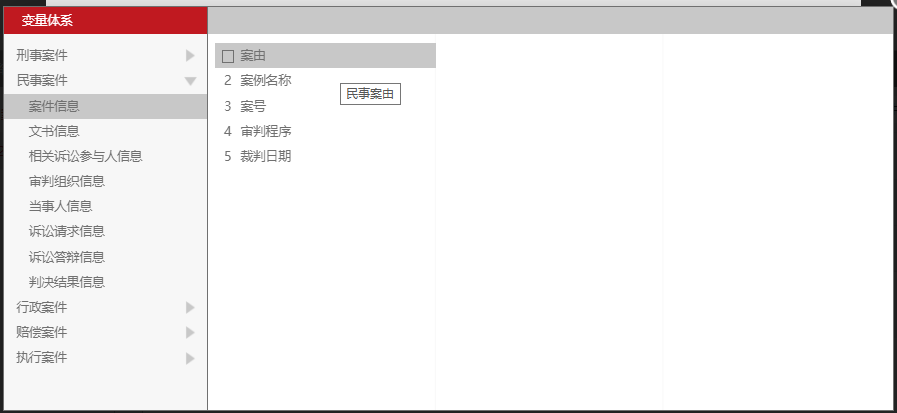 变量体系
刑事案件
民事案件
案件信息
文书信息
相关诉讼参与人信息
审判组织信息
当事人信息
诉讼请求信息
诉讼答辩信息
判决结果信息
行政案件
赔偿案件
执行案件
案由
2 案例名称
民事案由
3 案号
4 审判程序
5 裁判日期